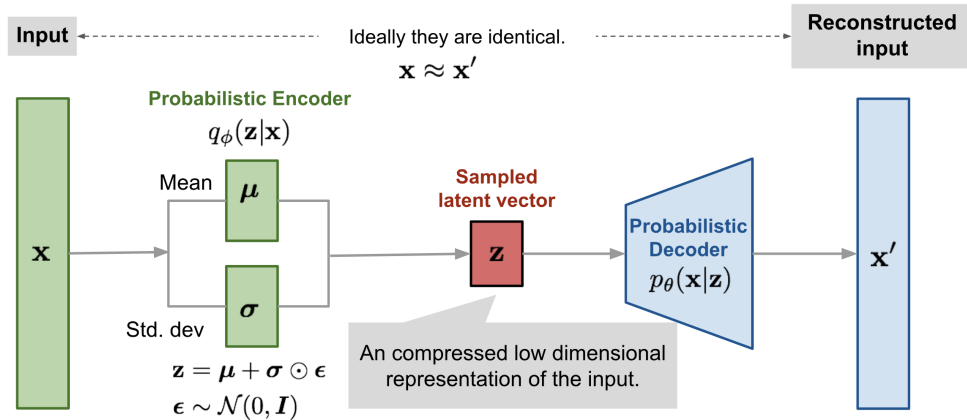 Input
Ideally they are identical.
x ≈ x′
Reconstructed
input
Probabilistic Encoder
qϕ(z|x)
Mean
μ
x
σ
Std. dev
z = μ + σ ⊙ ϵ
ϵ ∼ 𝒩(0, I)
Sampled
latent vector
z
An compressed low dimensional
representation of the input.
Probabilistic
Decoder
pθ(x|z)
x′